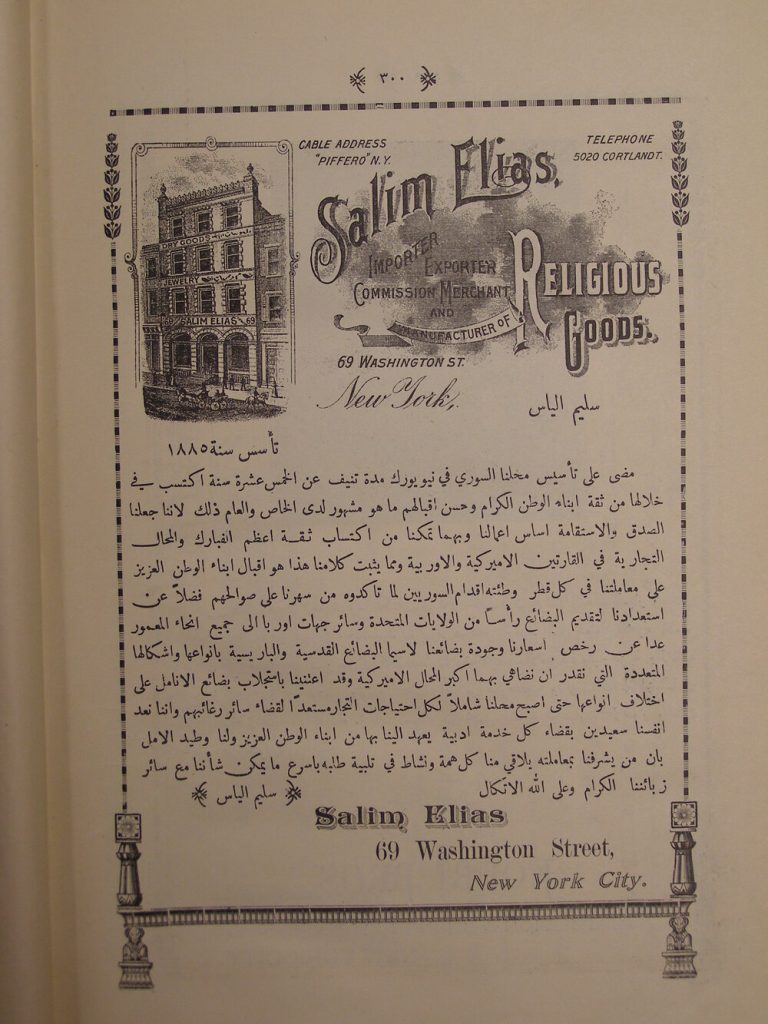 ٣٠٠
CABLE ADDRESS
"PIFFERO" N.Y.
TELEPHONE
5020 CORTLANDT.
Salim Elias,
IMPORTER
EXPORTER
COMMISSION MERCHANT
AND
MANUFACTURER OF
RELIGIOUS
GOODS.
DRY GOODS
JEWELRY
SALIM ELIAS 69
69 WASHINGTON ST.
New York,
سليم الياس
تأسس سنة ١٨٨٥
مضى على تأسيس محلنا السوري في نيويورك مدة تنيف عن الخمس عشرة سنة اكتسب في
خلالها من ثقة ابناء الوطن الكرام وحسن اقبالهم ما هو مشهور لدى الخاص والعام ذلك لاننا جعلنا
الصدق والاستقامة اساس اعمالنا وبهما تمكنا من اكتساب ثقة اعظم الفبارك والمحال
التجارية في القارتين الاميركية والاوربية ومما يثبت كلامنا هذا هو اقبال ابناء الوطن العزيز
على معاملتنا في كل قطر وطئته اقدام السوريين لما تاكدوه من سهرنا على صوالحهم فضلاً عن
استعدادنا لتقديم البضائع رأساً من الولايات المتحدة وسائر جهات اوربا الى جميع انحاء المعمور
عدا عن رخص اسعارنا وجودة بضائعنا لاسيما البضائع القدسية والباريسية بانواعها واشكالها
المتعددة التي نقدر ان نضاهي بهما اكبر المحال الاميركية وقد اعتنينا باستجلاب بضائع الانامل على
اختلاف انواعها حتى اصبح محلنا شاملاً لكل احتياجات التجار مستعدًا لقضاء سائر رغائبهم واننا نعد
انفسنا سعيدين بقضاء كل خدمة ادبية يعهد الينا بها من ابناء الوطن العزيز ولنا وطيد الامل
بان من يشرفنا بمعاملته يلاقي منا كل همة ونشاط في تلبية طلبه باسرع ما يمكن شأننا مع سائر
زبائننا الكرام وعلى الله الاتكال
سليم الياس
Salim Elias
69 Washington Street,
New York City.